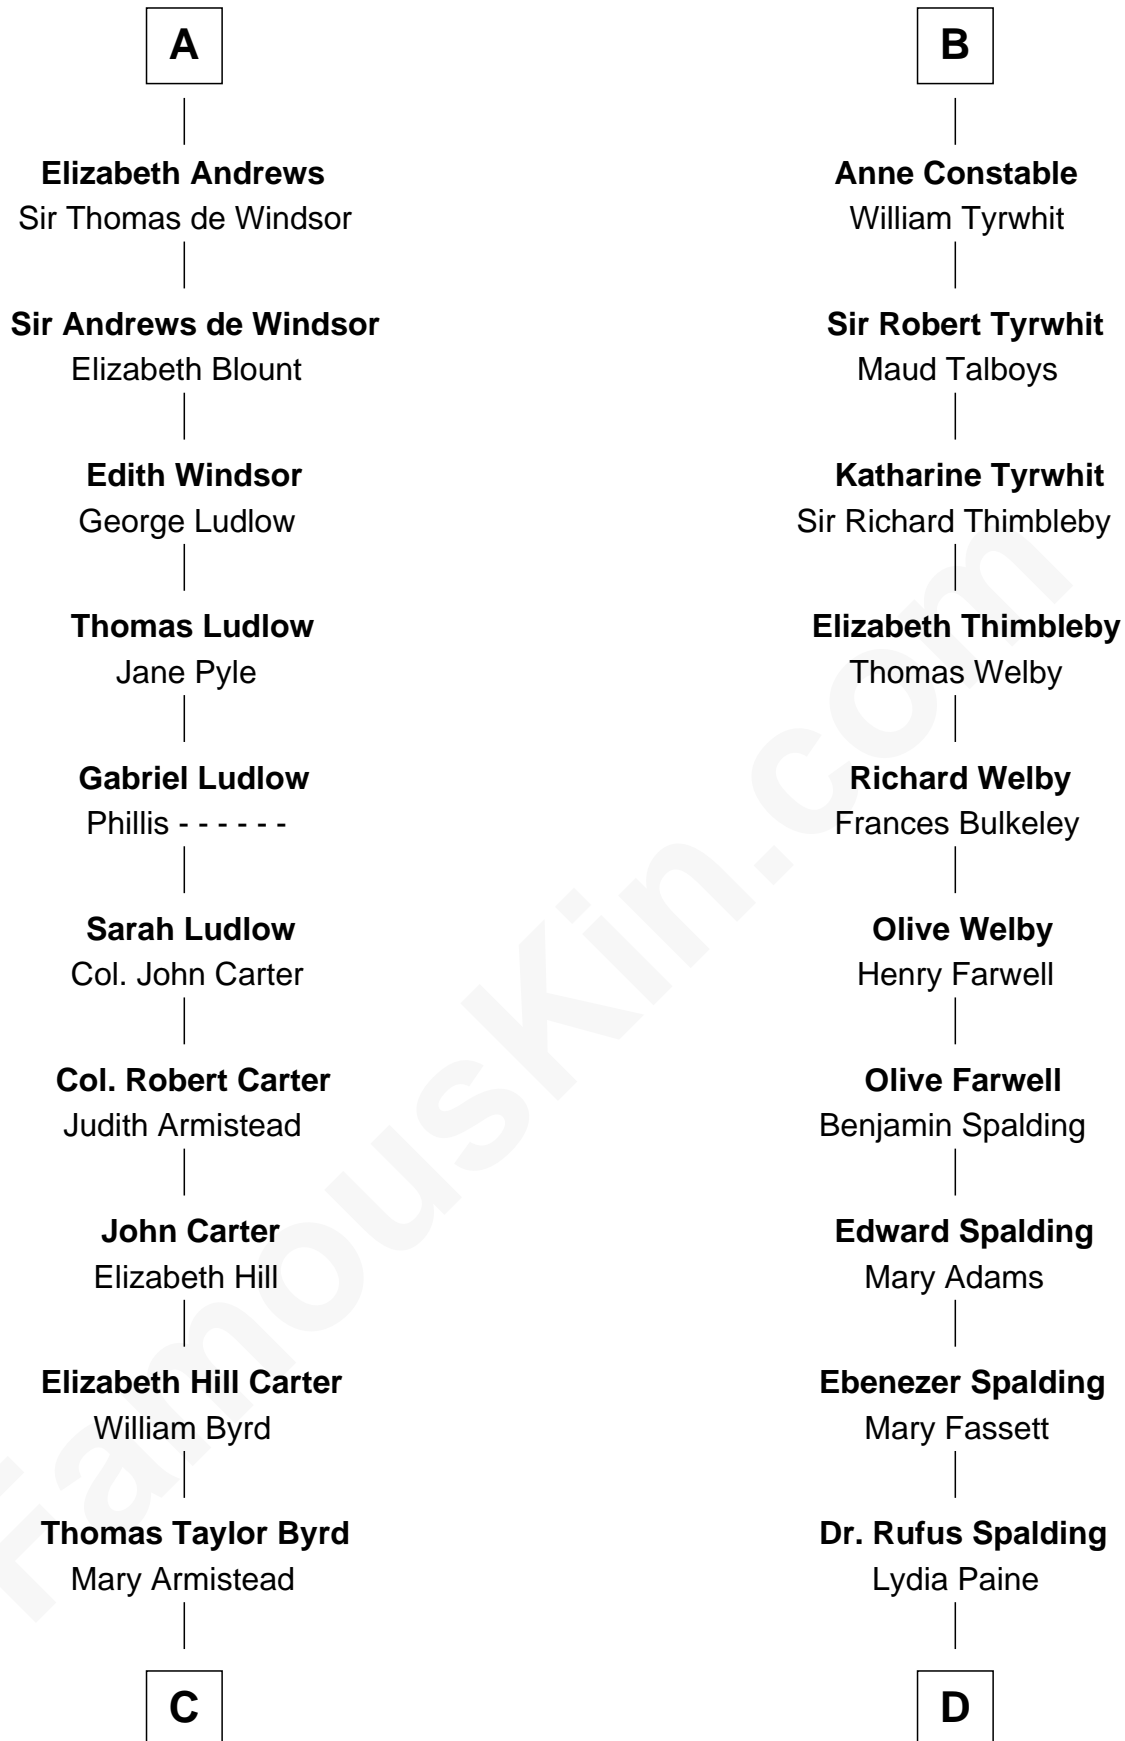 A
Elizabeth Andrews
Sir Thomas de Windsor
Sir Andrews de Windsor
Elizabeth Blount
Edith Windsor
George Ludlow
Thomas Ludlow
Jane Pyle
Gabriel Ludlow
Phillis - - - - - -
Sarah Ludlow
Col. John Carter
Col. Robert Carter
Judith Armistead
John Carter
Elizabeth Hill
Elizabeth Hill Carter
William Byrd
Thomas Taylor Byrd
Mary Armistead
C
B
Anne Constable
William Tyrwhit
Sir Robert Tyrwhit
Maud Talboys
Katharine Tyrwhit
Sir Richard Thimbleby
Elizabeth Thimbleby
Thomas Welby
Richard Welby
Frances Bulkeley
Olive Welby
Henry Farwell
Olive Farwell
Benjamin Spalding
Edward Spalding
Mary Adams
Ebenezer Spalding
Mary Fassett
Dr. Rufus Spalding
Lydia Paine
D
FamousKin.com